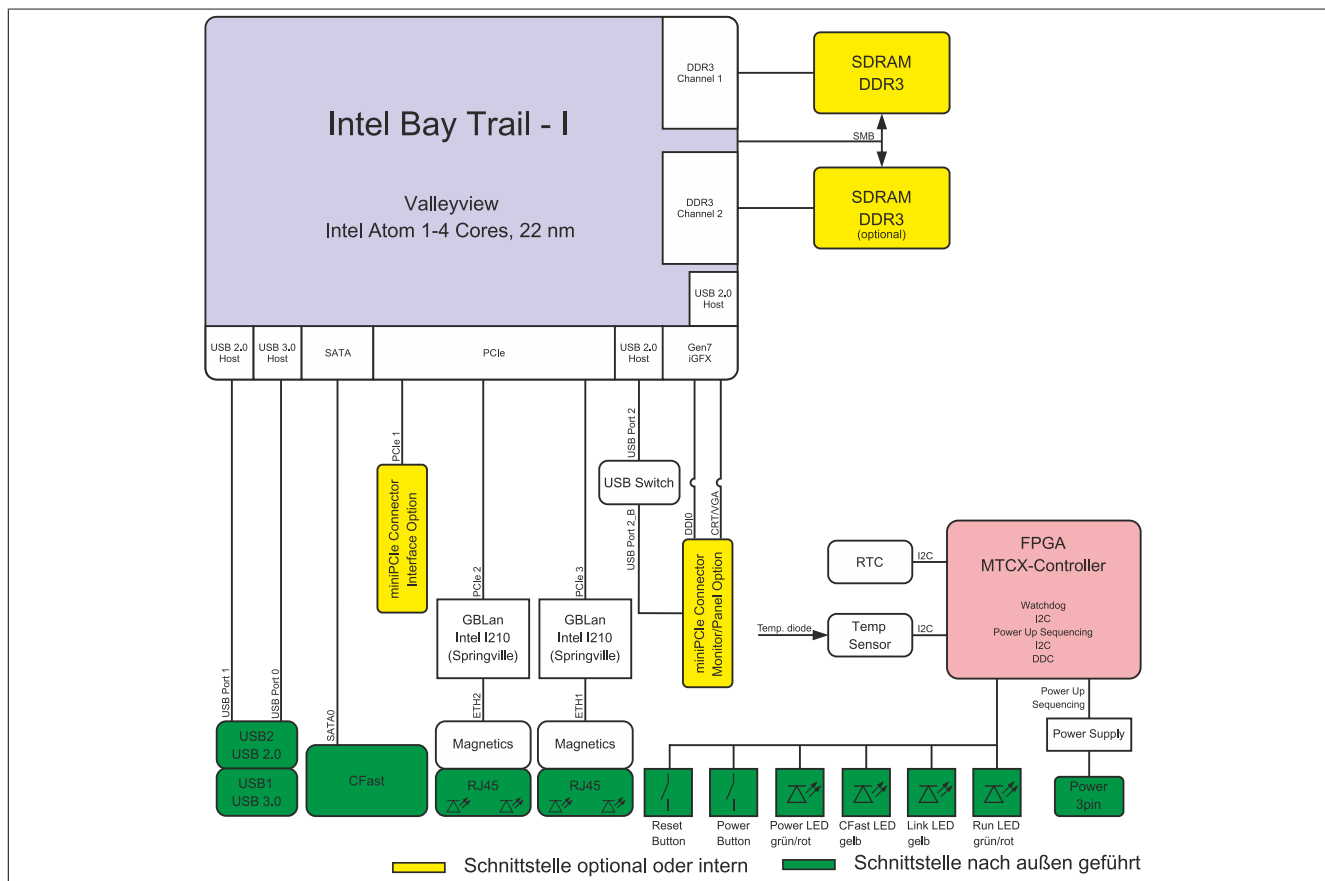 Intel Bay Trail - I
Valleyview
Intel Atom 1-4 Cores, 22 nm
DDR3
Channel 1
DDR3
Channel 2
USB 2.0
Host
SDRAM
DDR3
SMB
SDRAM
DDR3
(optional)
USB 2.0
Host
USB 3.0
Host
SATA
PCIe
USB 2.0
Host
Gen7
iGFX
USB Port 1
USB Port 0
SATA0
PCIe 1
miniPCIe Connector
Interface Option
PCIe 2
PCIe 3
USB Port 2
USB Switch
USB Port 2_B
DDI0
CRT/VGA
miniPCIe Connector
Monitor/Panel Option
GBLan
Intel I210
(Springville)
GBLan
Intel I210
(Springville)
ETH2
ETH1
Magnetics
Magnetics
RJ45
RJ45
USB2
USB 2.0
USB1
USB 3.0
CFast
RTC
I2C
Temp. diode
Temp
Sensor
I2C
FPGA
MTCX-Controller
Watchdog
I2C
Power Up Sequencing
I2C
DDC
Power Up
Sequencing
Power Supply
Power
3pin
Reset
Button
Power
Button
Power LED
grün/rot
CFast LED
gelb
Link LED
gelb
Run LED
grün/rot
Schnittstelle optional oder intern
Schnittstelle nach außen geführt